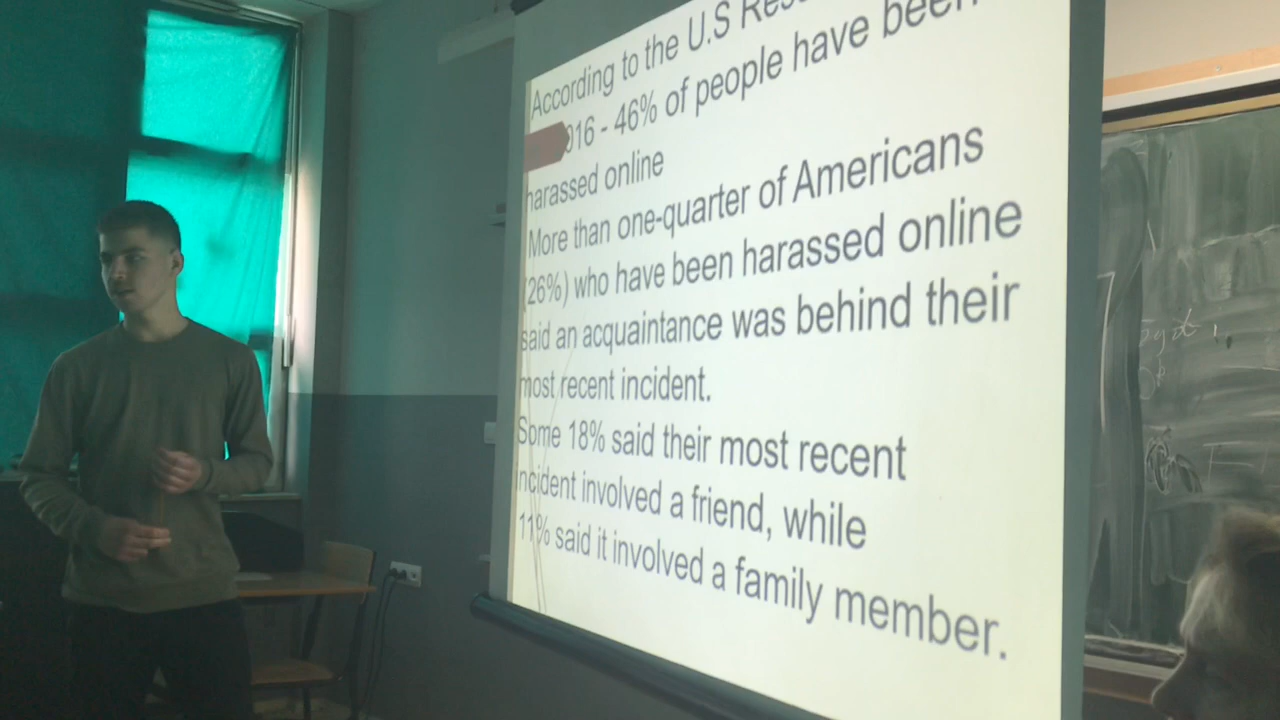 According to the U.S
016 - 46% of people have been
harassed online
More than one-quarter of Americans
(26%) who have been harassed online
said an acquaintance was behind their
most recent incident.
Some 18% said their most recent
incident involved a friend, while
11% said it involved a family member.